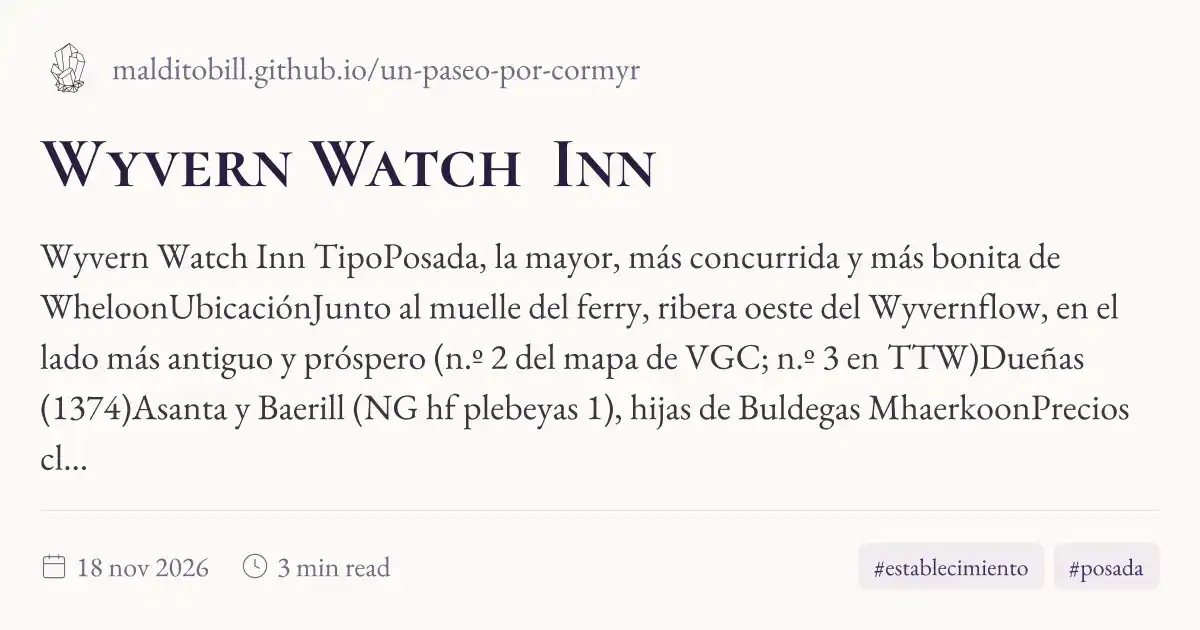 malditobill.github.io/un-paseo-por-cormyr
Wyvern Watch Inn
Wyvern Watch Inn TipoPosada, la mayor, más concurrida y más bonita de
WheloonUbicaciónJunto al muelle del ferry, ribera oeste del Wyvernflow, en el
lado más antiguo y próspero (n.º 2 del mapa de VGC; n.º 3 en TTW)Dueñas
(1374)Asanta y Baerill (NG hf plebeyas 1), hijas de Buldegas MhaerkoonPrecios
cl...
18 nov 2026
3 min read
#establecimiento
#posada